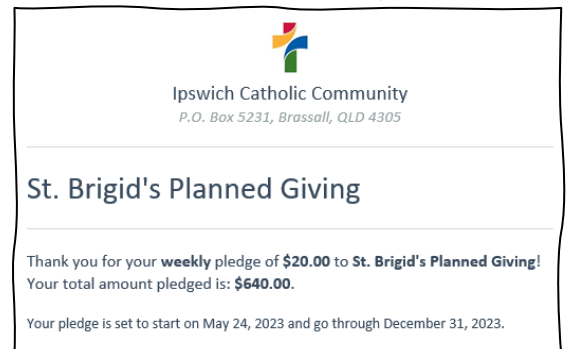 Ipswich Catholic Community
P.O. Box 5231, Brassall, QLD 4305
St. Brigid's Planned Giving
Thank you for your weekly pledge of $20.00 to St. Brigid's Planned Giving!
Your total amount pledged is: $640.00.
Your pledge is set to start on May 24, 2023 and go through December 31, 2023.